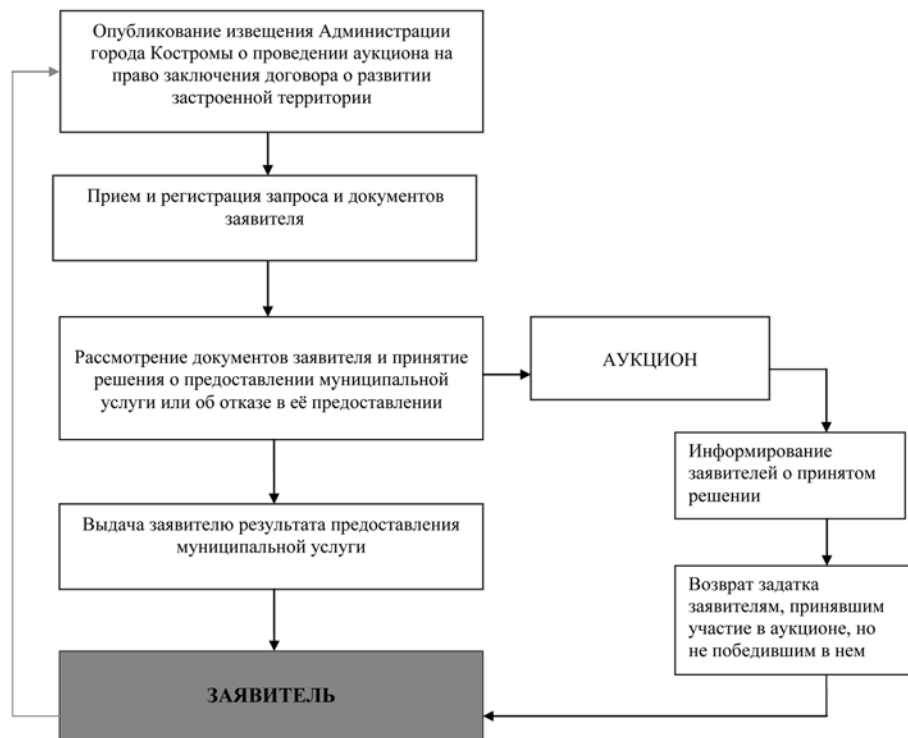 Опубликование извещения Администрации
города Костромы о проведении аукциона на
право заключения договора о развитии
застроенной территории
Прием и регистрация запроса и документов
заявителя
Рассмотрение документов заявителя и принятие
решения о предоставлении муниципальной
услуги или об отказе в её предоставлении
АУКЦИОН
Информирование
заявителей о принятом
решении
Выдача заявителю результата предоставления
муниципальной услуги
Возврат задатка
заявителям, принявшим
участие в аукционе, но
не победившим в нем
ЗАЯВИТЕЛЬ